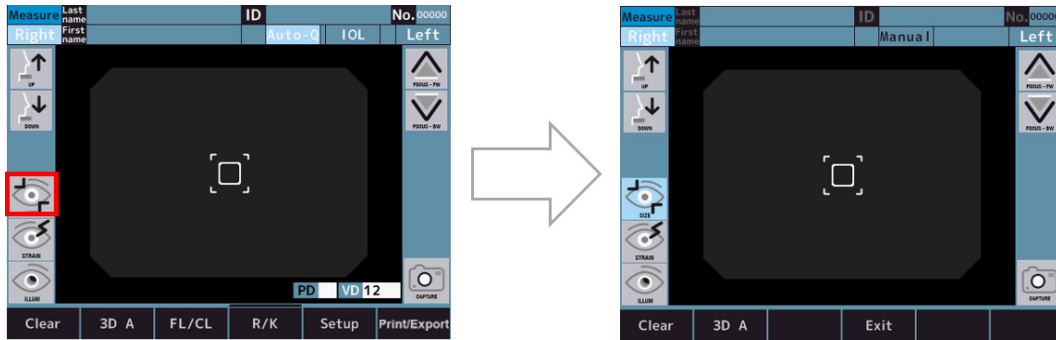 Measure Last name ID No. 00000
Right First name Auto-Q IOL Left
UP
FOCUS - FW
DOWN
FOCUS - BW
STRAIN
ILLUM
CAPTURE
PD VD 12
Clear 3D A FL/CL R/K Setup Print/Export
Measure Last name ID No. 00000
Right First name Manual Left
UP
FOCUS - FW
DOWN
FOCUS - BW
SIZE
STRAIN
ILLUM
CAPTURE
Clear 3D A Exit